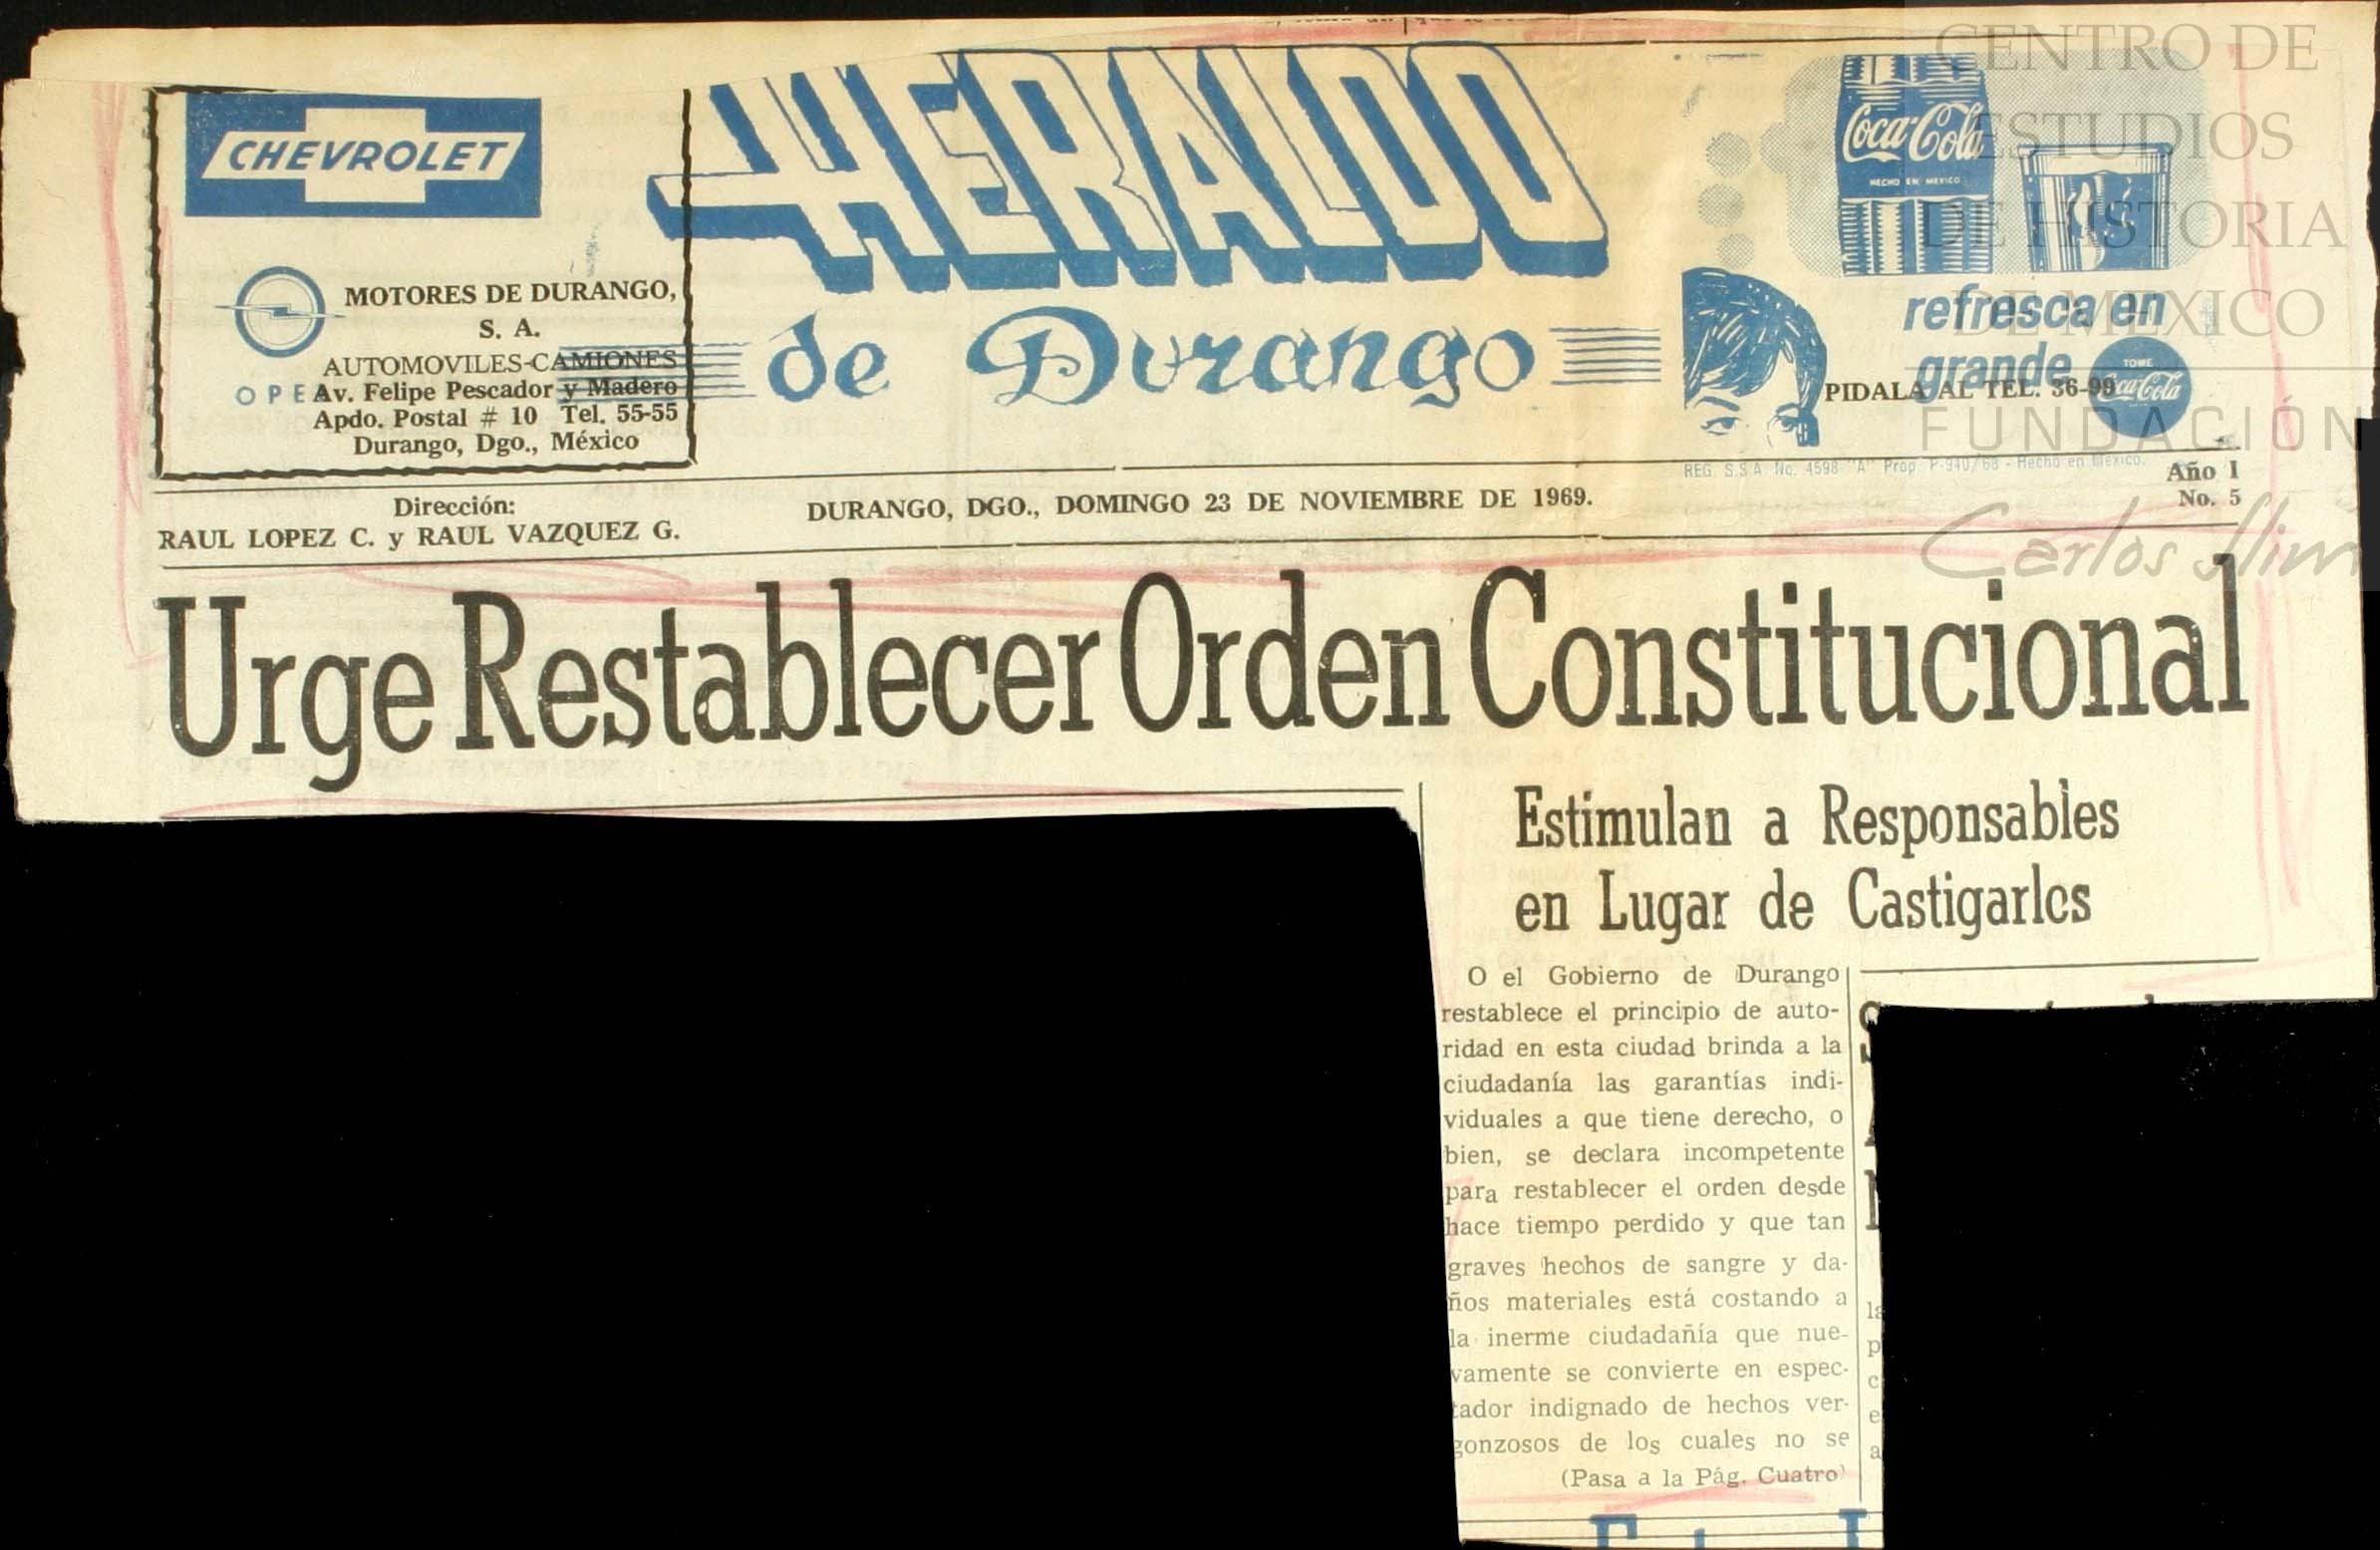 CHEVROLET
MOTORES DE DURANGO,
S. A.
AUTOMOVILES-CAMIONES
OPE Av. Felipe Pescador y Madero
Apdo. Postal # 10 Tel. 55-55
Durango, Dgo., México
HERALDO
de Durango
Coca-Cola
HECHO EN MEXICO
refresca en
grande
TOME
Coca-Cola
PIDALA AL TEL. 36-99
REG. S.S.A. No. 4598 "A" Prop. P-940/68 - Hecho en México.
CENTRO DE
ESTUDIOS
DE HISTORIA
DE MÉXICO
FUNDACIÓN
Carlos Slim
Dirección:
RAUL LOPEZ C. y RAUL VAZQUEZ G.
DURANGO, DGO., DOMINGO 23 DE NOVIEMBRE DE 1969.
Año I
No. 5
Urge Restablecer Orden Constitucional
Estimulan a Responsables
en Lugar de Castigarlos
O el Gobierno de Durango
restablece el principio de auto-
ridad en esta ciudad brinda a la
ciudadanía las garantías indi-
viduales a que tiene derecho, o
bien, se declara incompetente
para restablecer el orden desde
hace tiempo perdido y que tan
graves hechos de sangre y da-
ños materiales está costando a
la inerme ciudadañía que nue-
vamente se convierte en espec-
tador indignado de hechos ver-
gonzosos de los cuales no se
(Pasa a la Pág. Cuatro)
la
p
c
e
a